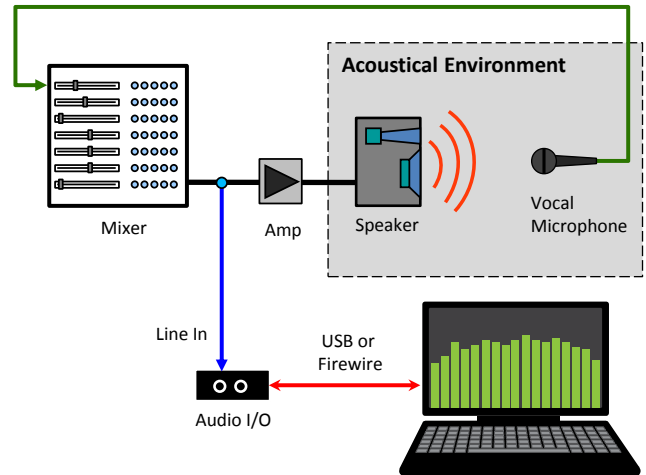 Acoustical Environment
Mixer
Amp
Speaker
Vocal
Microphone
Line In
USB or
Firewire
Audio I/O